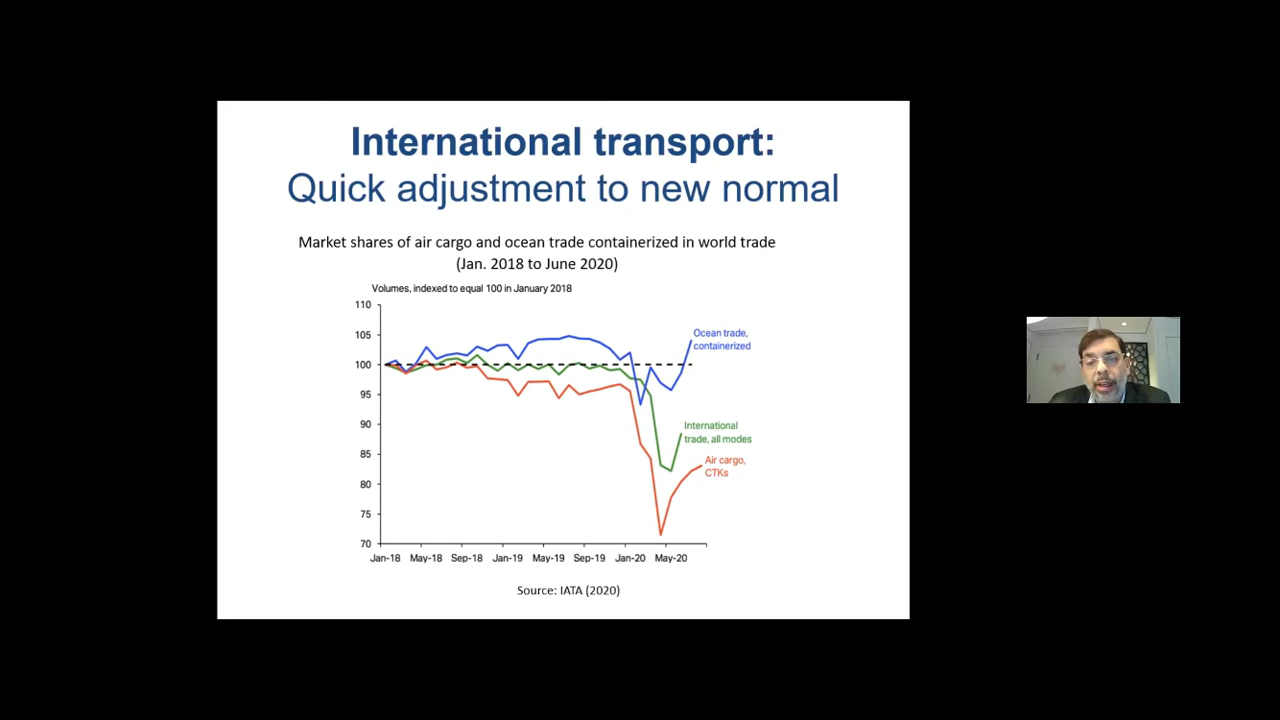 International transport:
Quick adjustment to new normal
Market shares of air cargo and ocean trade containerized in world trade
(Jan. 2018 to June 2020)
Volumes, indexed to equal 100 in January 2018
110
105
100
95
90
85
80
75
70
Ocean trade,
containerized
International
trade, all modes
Air cargo,
CTKs
Jan-18 May-18 Sep-18 Jan-19 May-19 Sep-19 Jan-20 May-20
Source: IATA (2020)